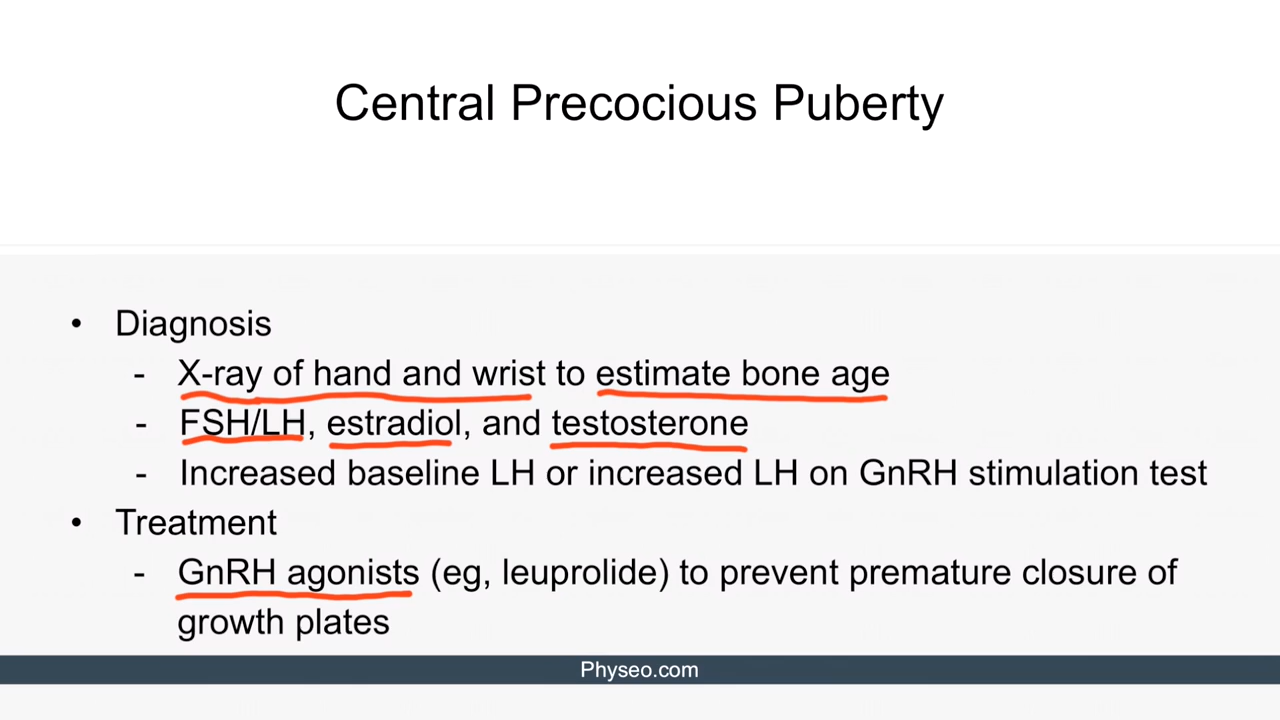 Central Precocious Puberty
• Diagnosis
- X-ray of hand and wrist to estimate bone age
- FSH/LH, estradiol, and testosterone
- Increased baseline LH or increased LH on GnRH stimulation test
• Treatment
- GnRH agonists (eg, leuprolide) to prevent premature closure of
growth plates
Physeo.com